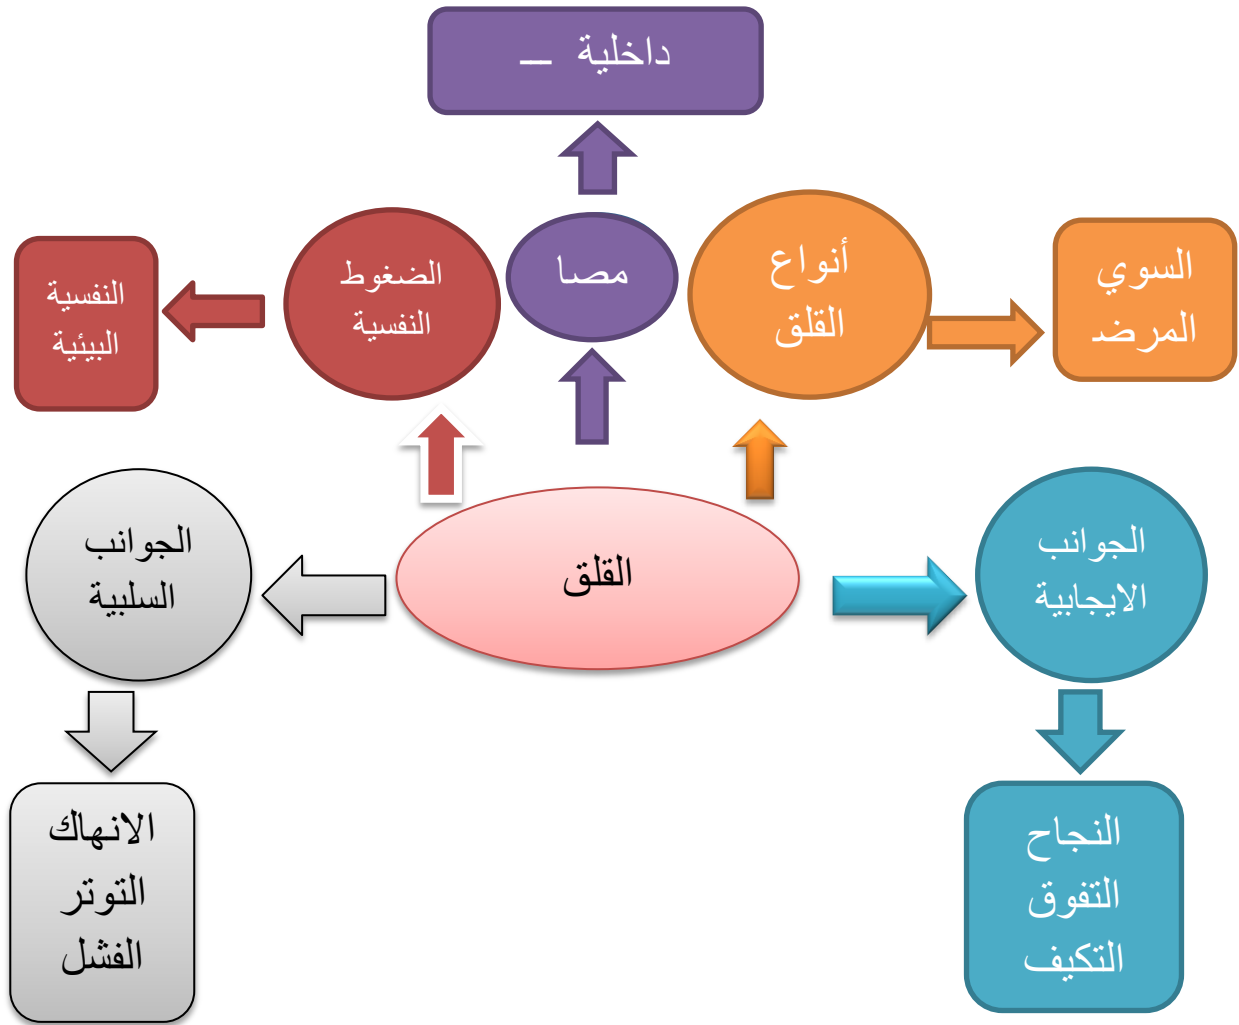 داخلية ـــ
مصا
أنواع
القلق
السوي
المرضـ
الضغوط
النفسية
النفسية
البيئية
القلق
الجوانب
الايجابية
النجاح
التفوق
التكيف
الجوانب
السلبية
الانهاك
التوتر
الفشل